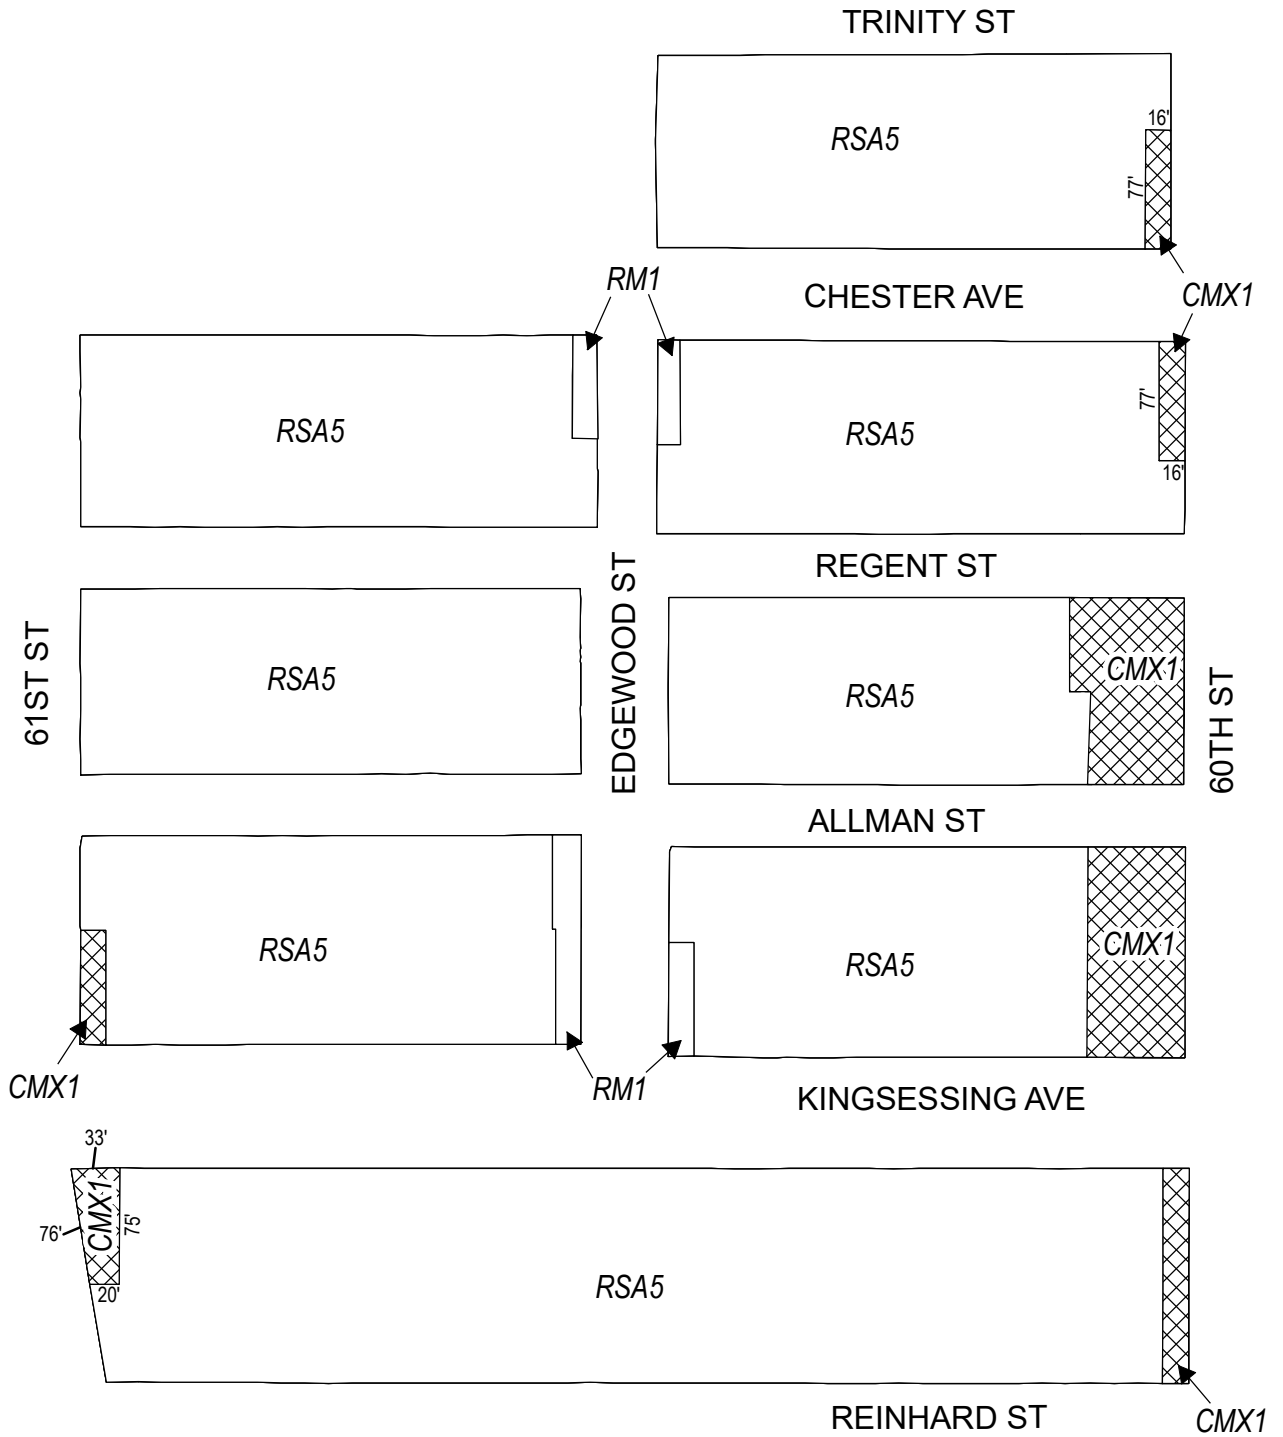 TRINITY ST
RSA5
16'
77'
RM1
CHESTER AVE
CMX1
RSA5
RSA5
77'
16'
REGENT ST
61ST ST
RSA5
EDGEWOOD ST
RSA5
CMX1
60TH ST
ALLMAN ST
RSA5
RSA5
CMX1
CMX1
RM1
KINGSESSING AVE
33'
CMX1
76'
75'
20'
RSA5
REINHARD ST
CMX1